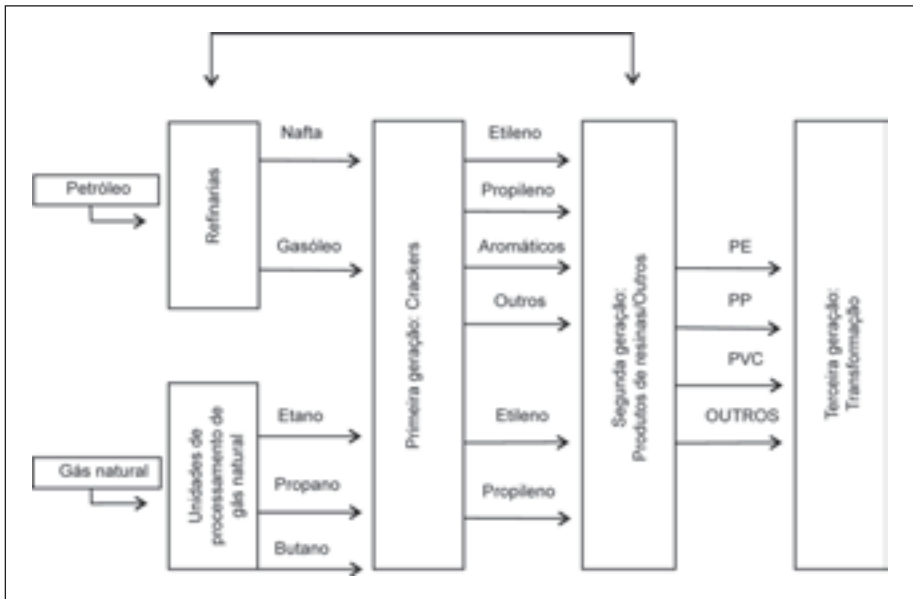 Petróleo
Refinarias
Nafta
Gasóleo
Gás natural
Unidades de
processamento de
gás natural
Etano
Propano
Butano
Primeira geração: Crackers
Etileno
Propileno
Aromáticos
Outros
Etileno
Propileno
Segunda geração:
Produtos de resinas/Outros
PE
PP
PVC
OUTROS
Terceira geração:
Transformação